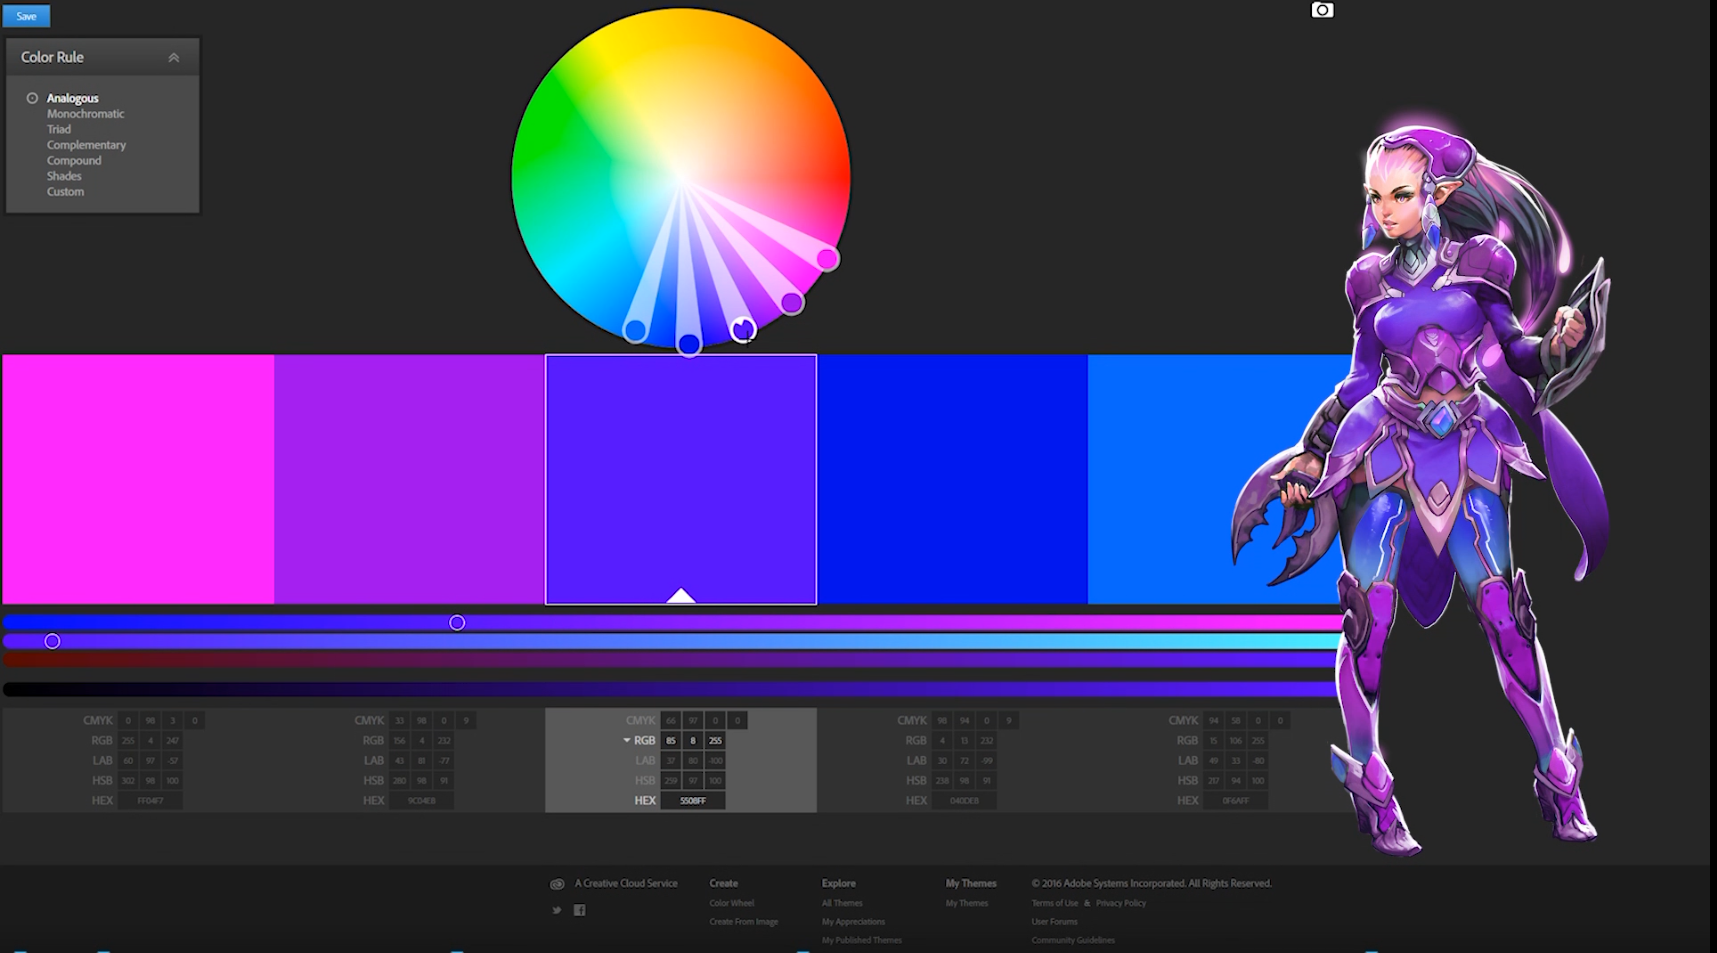 Save
Color Rule
Analogous
Monochromatic
Triad
Complementary
Compound
Shades
Custom
CMYK 0 98 3 0
RGB 255 4 247
LAB 60 97 -57
HSB 302 98 100
HEX FF04F7
CMYK 33 98 0 9
RGB 156 4 232
LAB 43 81 -77
HSB 280 98 91
HEX 9C04E8
CMYK 66 97 0 0
RGB 85 8 255
LAB 37 80 -100
HSB 259 97 100
HEX 5508FF
CMYK 98 94 0 9
RGB 4 13 232
LAB 30 72 -99
HSB 238 98 91
HEX 040DE8
CMYK 94 58 0 0
RGB 15 106 255
LAB 49 33 -80
HSB 217 94 100
HEX 0F6AFF
A Creative Cloud Service
Create
Color Wheel
Create From Image
Explore
All Themes
My Appreciations
My Published Themes
My Themes
My Themes
© 2016 Adobe Systems Incorporated. All Rights Reserved.
Terms of Use & Privacy Policy
User Forums
Community Guidelines